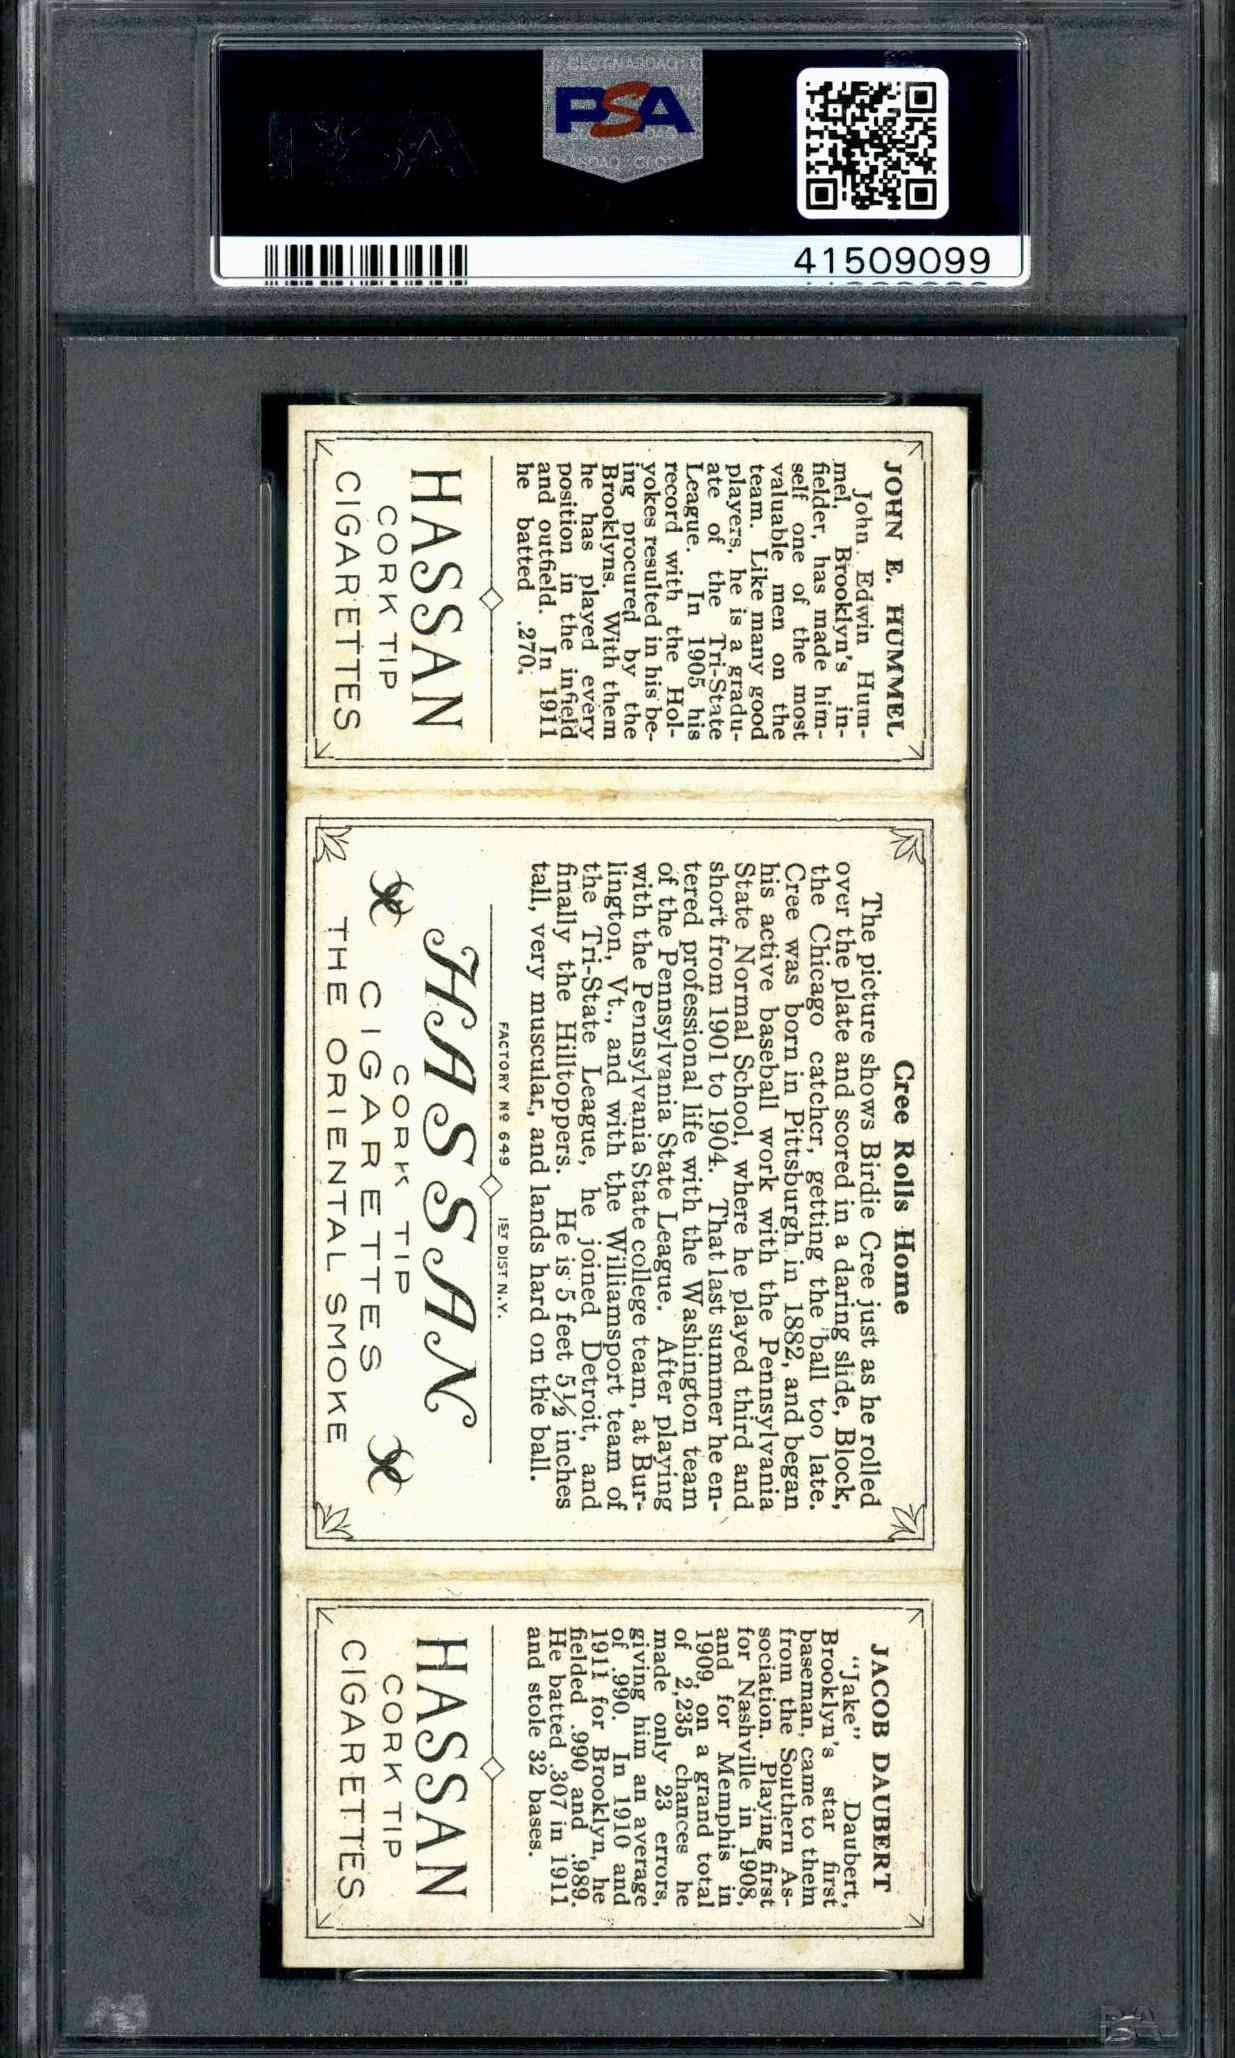 PSA
41509099
JOHN E. HUMMEL
John Edwin Hum-
mel, Brooklyn's in-
fielder, has made him-
self one of the most
valuable men on the
team. Like many good
players, he is a gradu-
ate of the Tri-State
League. In 1905 his
record with the Hol-
yokes resulted in his be-
ing procured by the
Brooklyns. With them
he has played every
position in the infield
and outfield. In 1911
he batted .270.
HASSAN
CORK TIP
CIGARETTES
Cree Rolls Home
The picture shows Birdie Cree just as he rolled
over the plate and scored in a daring slide, Block,
the Chicago catcher, getting the ball too late.
Cree was born in Pittsburgh in 1882, and began
his active baseball work with the Pennsylvania
State Normal School, where he played third and
short from 1901 to 1904. That last summer he en-
tered professional life with the Washington team
of the Pennsylvania State League. After playing
with the Pennsylvania State college team, at Bur-
lington, Vt., and with the Williamsport team of
the Tri-State League, he joined Detroit, and
finally the Hilltoppers. He is 5 feet 5½ inches
tall, very muscular, and lands hard on the ball.
FACTORY Nº 649 1ST DIST N.Y.
HASSAN
CORK TIP
CIGARETTES
THE ORIENTAL SMOKE
JACOB DAUBERT
"Jake" Daubert,
Brooklyn's star first
baseman, came to them
from the Southern As-
sociation. Playing first
for Nashville in 1908,
and for Memphis in
1909, on a grand total
of 2,235 chances he
made only 23 errors,
giving him an average
of .990. In 1910 and
1911 for Brooklyn, he
fielded .990 and .989.
He batted .307 in 1911
and stole 32 bases.
HASSAN
CORK TIP
CIGARETTES
PSA